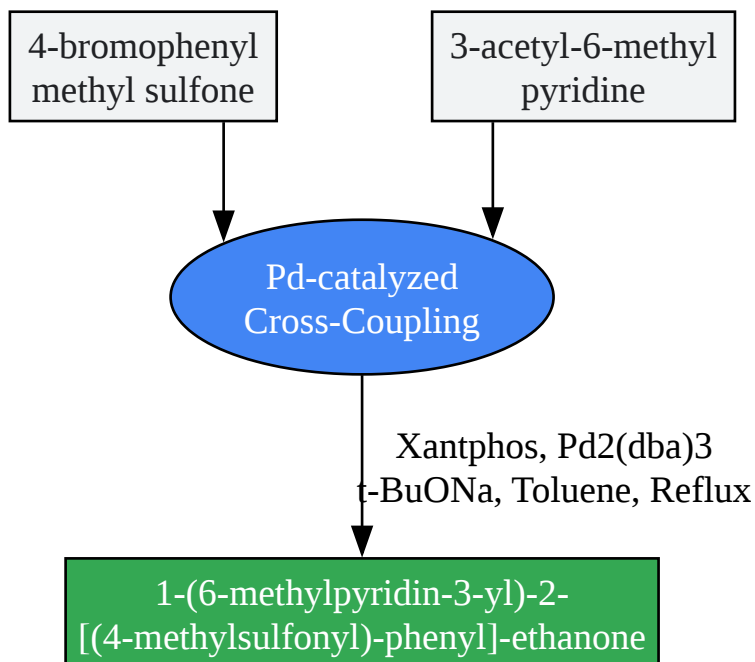 4-bromophenyl
methyl sulfone
3-acetyl-6-methyl
pyridine
Pd-catalyzed
Cross-Coupling
Xantphos, Pd2(dba)3
t-BuONa, Toluene, Reflux
1-(6-methylpyridin-3-yl)-2-
[(4-methylsulfonyl)-phenyl]-ethanone